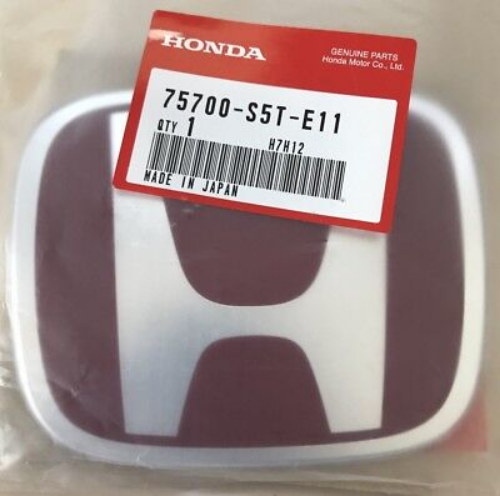 HONDA
GENUINE PARTS
Honda Motor Co., Ltd.
75700-S5T-E11
QTY 1
H7H12
MADE IN JAPAN